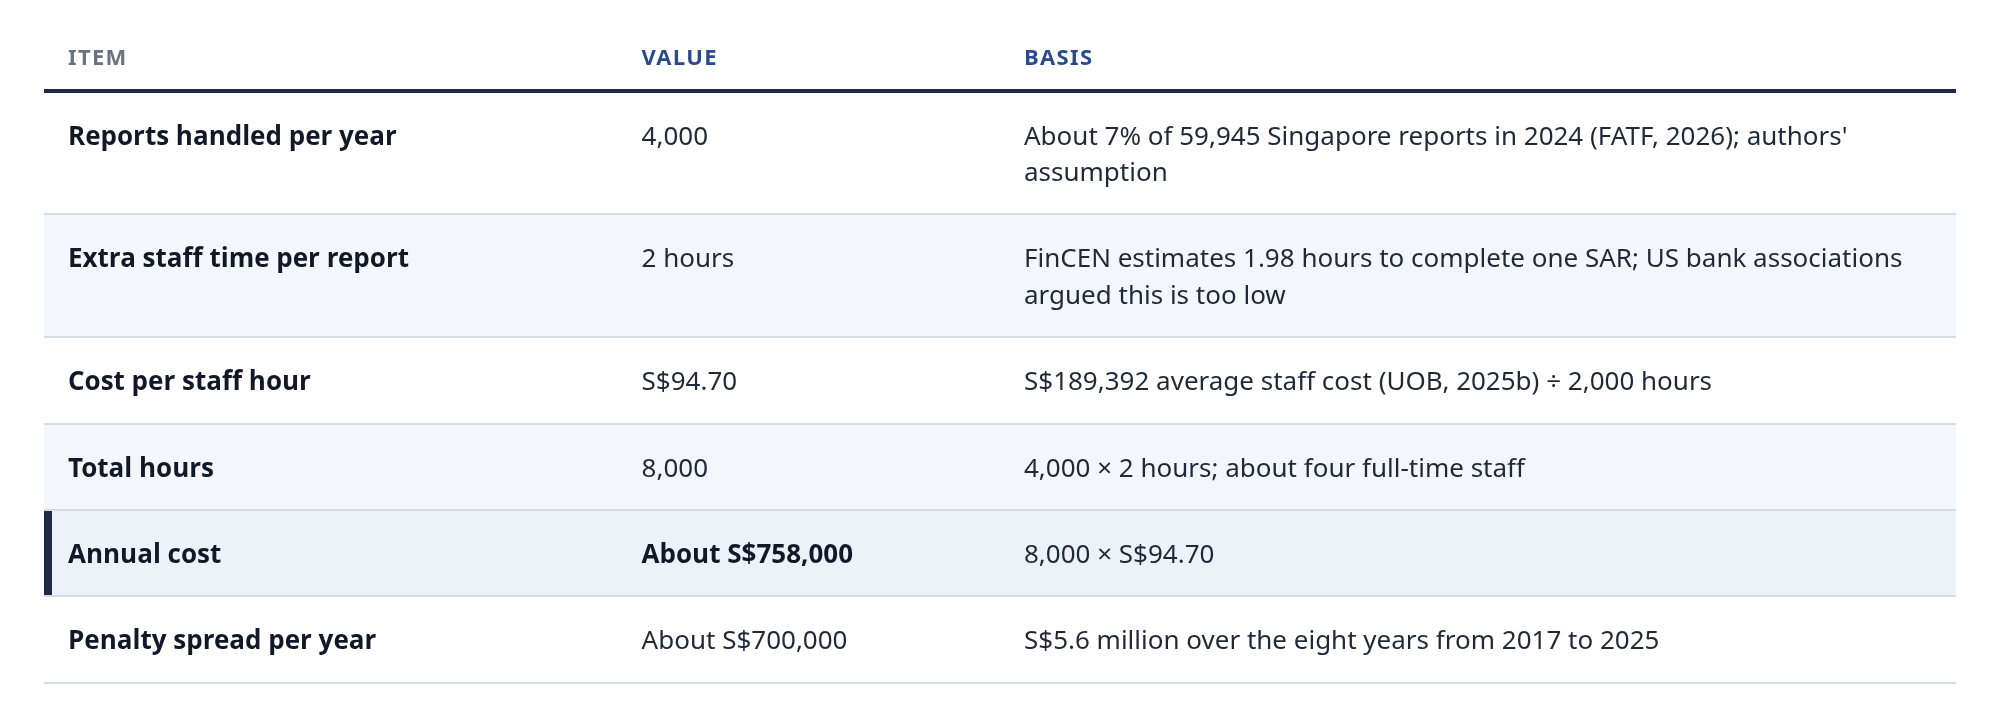 ITEM VALUE BASIS
Reports handled per year 4,000 About 7% of 59,945 Singapore reports in 2024 (FATF, 2026); authors'
assumption
Extra staff time per report 2 hours FinCEN estimates 1.98 hours to complete one SAR; US bank associations
argued this is too low
Cost per staff hour S$94.70 S$189,392 average staff cost (UOB, 2025b) ÷ 2,000 hours
Total hours 8,000 4,000 × 2 hours; about four full-time staff
Annual cost About S$758,000 8,000 × S$94.70
Penalty spread per year About S$700,000 S$5.6 million over the eight years from 2017 to 2025